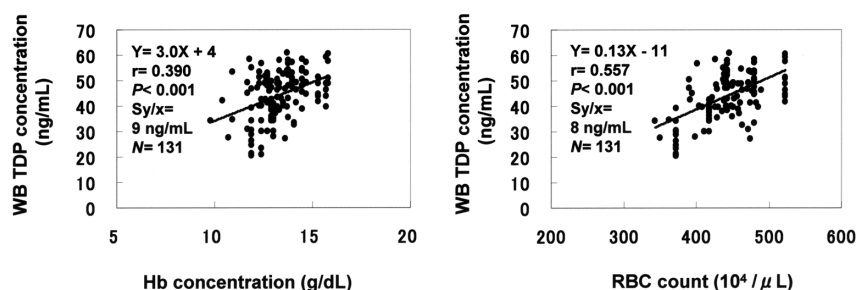 WB TDP concentration
(ng/mL)
70
60
50
40
30
20
10
0
Y= 3.0X + 4
r= 0.390
P< 0.001
Sy/x=
9 ng/mL
N= 131
5
10
15
20
Hb concentration (g/dL)
WB TDP concentration
(ng/mL)
70
60
50
40
30
20
10
0
Y= 0.13X - 11
r= 0.557
P< 0.001
Sy/x=
8 ng/mL
N= 131
200
300
400
500
600
RBC count (10⁴ / μ L)